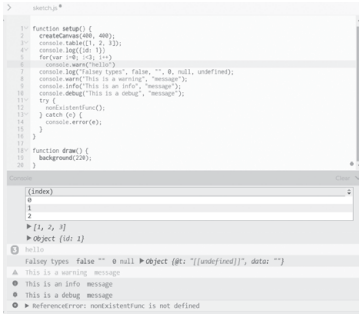 sketch.js
1 function setup() {
2 createCanvas(400, 400);
3 console.table([1, 2, 3]);
4 console.log({id: 1});
5 for(var i=0; i<3; i++)
6 console.warn("hello")
7 console.log("Falsey types", false, "", 0, null, undefined);
8 console.warn("This is a warning", "message");
9 console.info("This is an info", "message");
10 console.debug("This is a debug", "message");
11 try {
12 nonExistentFunc();
13 } catch (e) {
14 console.error(e);
15 }
16 }
17
18 function draw() {
19 background(220);
20 }
Console Clear
(index)
0
1
2
▶ [1, 2, 3]
▶ Object {id: 1}
3 hello
Falsey types false "" 0 null ▶ Object {@t: "[[undefined]]", data: ""}
This is a warning message
This is an info message
This is a debug message
▶ ReferenceError: nonExistentFunc is not defined